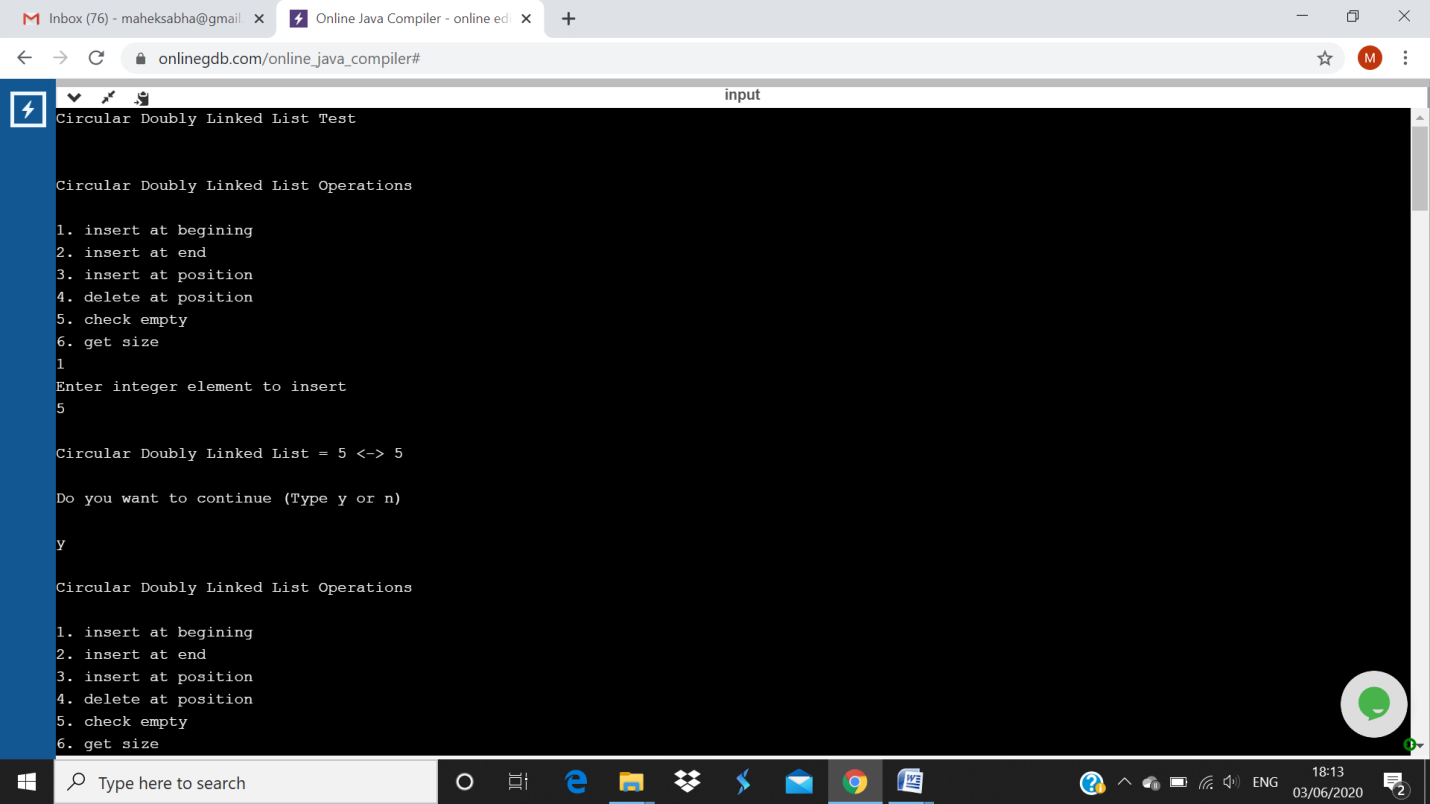 Inbox (76) - maheksabha@gmail.
Online Java Compiler - online edi
onlinegdb.com/online_java_compiler#
M
input
Circular Doubly Linked List Test
Circular Doubly Linked List Operations
1. insert at begining
2. insert at end
3. insert at position
4. delete at position
5. check empty
6. get size
1
Enter integer element to insert
5
Circular Doubly Linked List = 5 <-> 5
Do you want to continue (Type y or n)
y
Circular Doubly Linked List Operations
1. insert at begining
2. insert at end
3. insert at position
4. delete at position
5. check empty
6. get size
Type here to search
ENG
18:13
03/06/2020
2